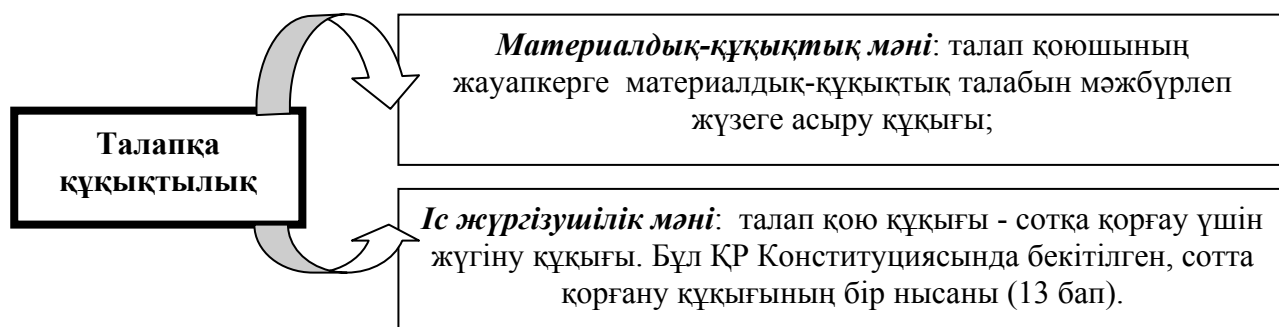 Талапқа
құқықтылық
Материалдық-құқықтық мәні: талап қоюшының
жауапкерге материалдық-құқықтық талабын мәжбүрлеп
жүзеге асыру құқығы;
Іс жүргізушілік мәні: талап қою құқығы - сотқа қорғау үшін
жүгіну құқығы. Бұл ҚР Конституциясында бекітілген, сотта
қорғану құқығының бір нысаны (13 бап).